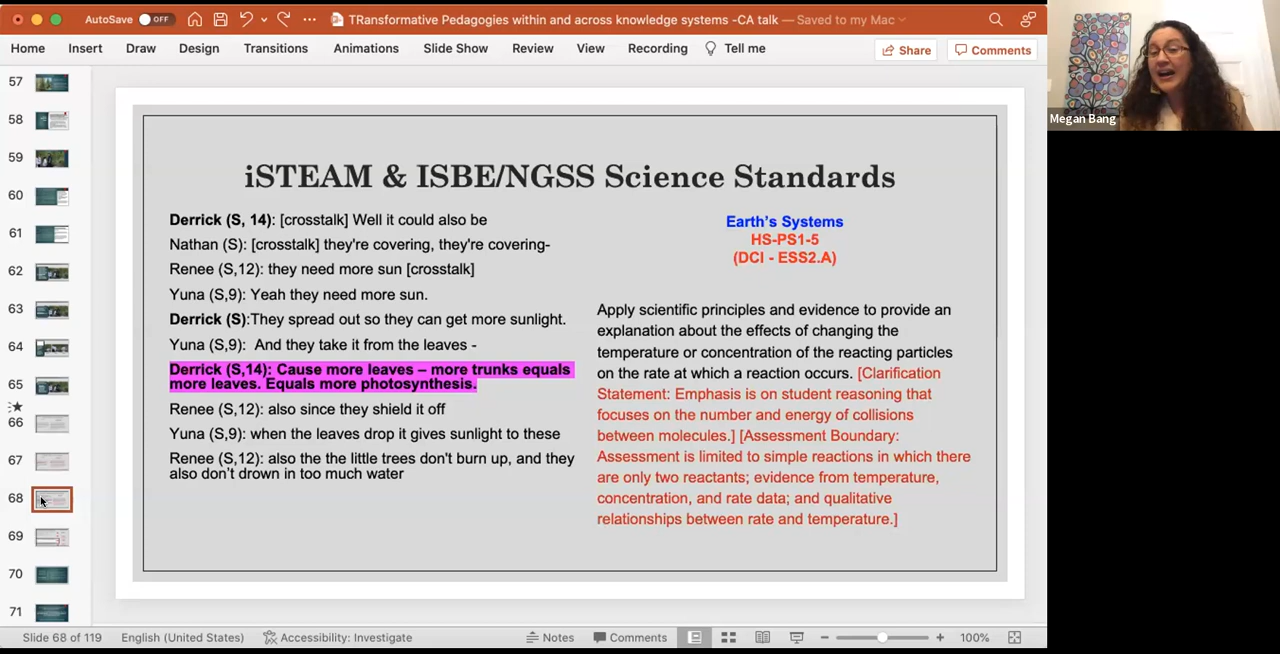 AutoSave OFF
TRansformative Pedagogies within and across knowledge systems -CA talk — Saved to my Mac
Home Insert Draw Design Transitions Animations Slide Show Review View Recording Tell me Share Comments
57
58
59
60
61
62
63
64
65
66
67
68
69
70
71
iSTEAM & ISBE/NGSS Science Standards
Derrick (S, 14): [crosstalk] Well it could also be
Nathan (S): [crosstalk] they're covering, they're covering-
Renee (S,12): they need more sun [crosstalk]
Yuna (S,9): Yeah they need more sun.
Derrick (S):They spread out so they can get more sunlight.
Yuna (S,9): And they take it from the leaves -
Derrick (S,14): Cause more leaves – more trunks equals
more leaves. Equals more photosynthesis.
Renee (S,12): also since they shield it off
Yuna (S,9): when the leaves drop it gives sunlight to these
Renee (S,12): also the the little trees don't burn up, and they
also don't drown in too much water
Earth's Systems
HS-PS1-5
(DCI - ESS2.A)
Apply scientific principles and evidence to provide an
explanation about the effects of changing the
temperature or concentration of the reacting particles
on the rate at which a reaction occurs. [Clarification
Statement: Emphasis is on student reasoning that
focuses on the number and energy of collisions
between molecules.] [Assessment Boundary:
Assessment is limited to simple reactions in which there
are only two reactants; evidence from temperature,
concentration, and rate data; and qualitative
relationships between rate and temperature.]
Megan Bang
Slide 68 of 119 English (United States) Accessibility: Investigate Notes Comments 100%